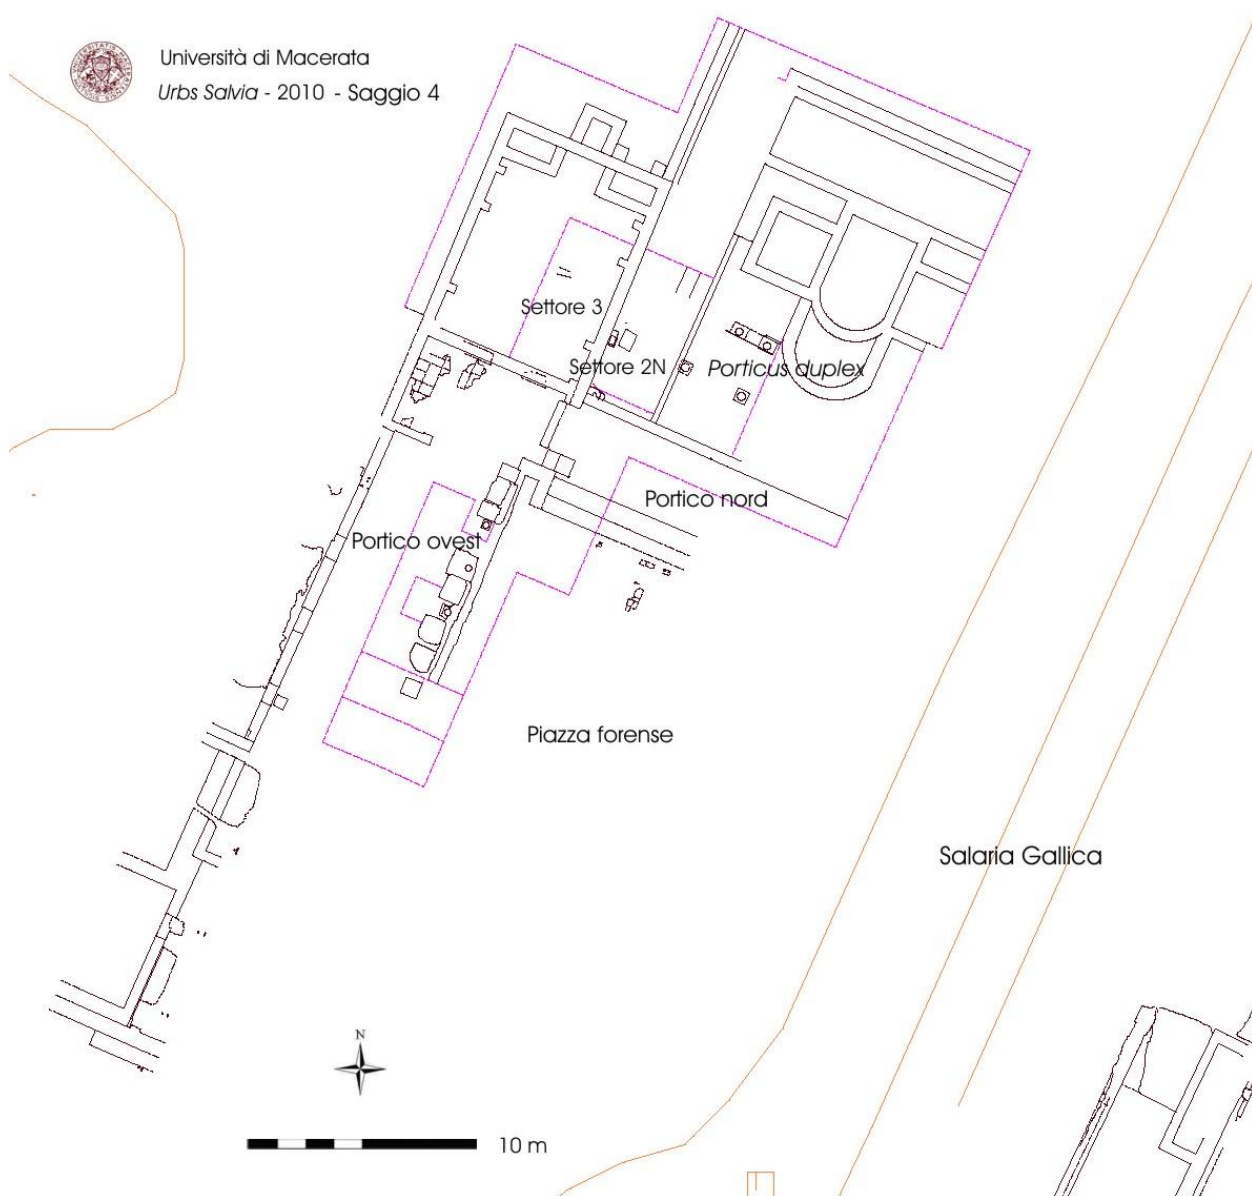 Università di Macerata
Urbs Salvia - 2010 - Saggio 4
Settore 3
Settore 2N
Porticus duplex
Portico nord
Portico ovest
Piazza forense
Salaria Gallica
N
10 m